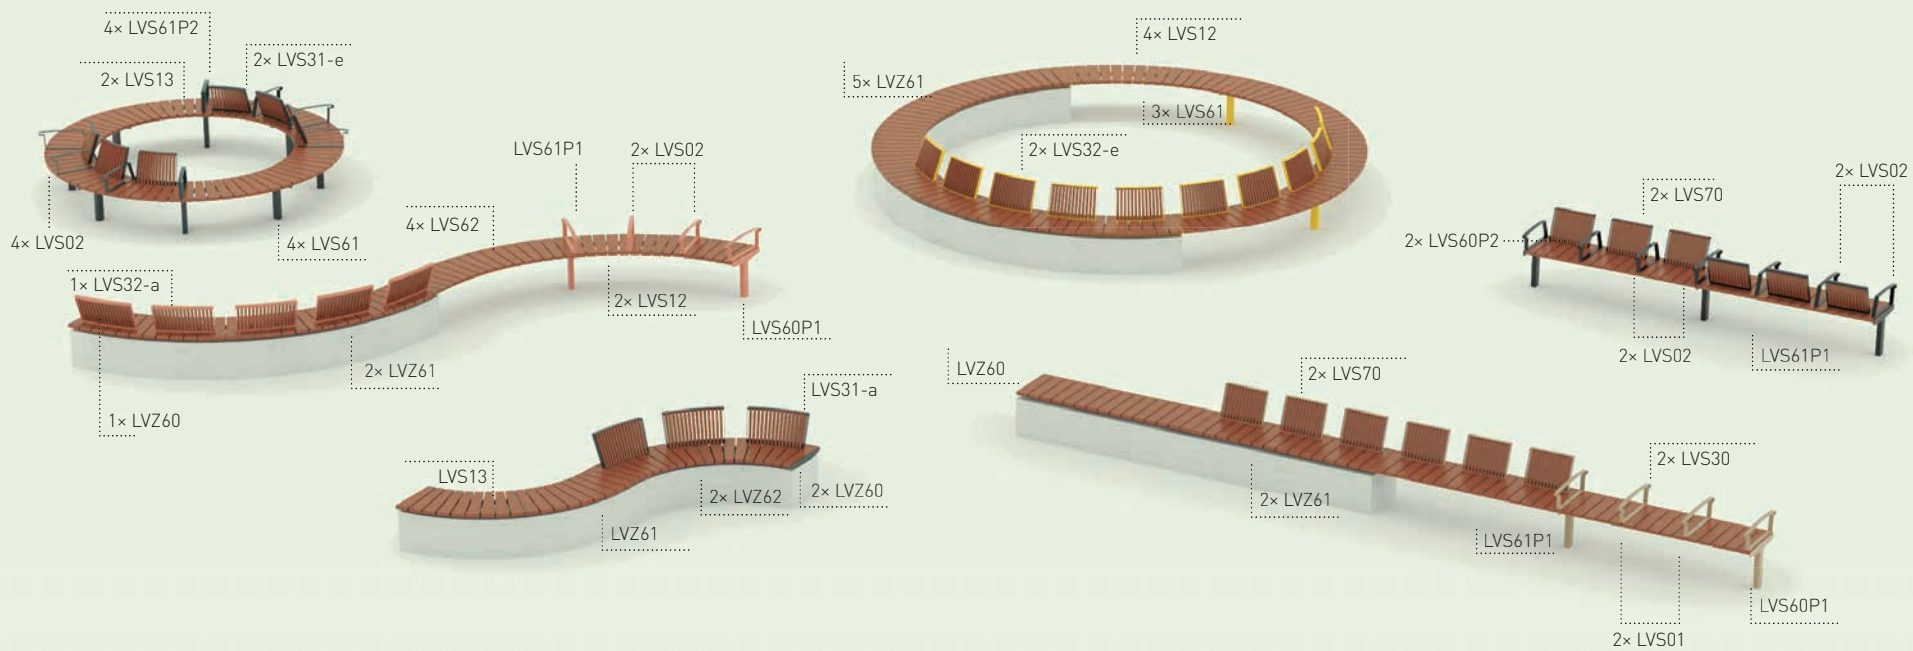 4× LVS61P2
2× LVS31-e
2× LVS13
4× LVS02
4× LVS61
LVS61P1
2× LVS02
4× LVS62
1× LVS32-a
2× LVS12
LVS60P1
2× LVZ61
1× LVZ60
LVS31-a
LVS13
2× LVZ62
2× LVZ60
LVZ61
4× LVS12
5× LVZ61
3× LVS61
2× LVS32-e
2× LVS02
2× LVS70
2× LVS60P2
2× LVS02
LVS61P1
LVZ60
2× LVS70
2× LVS30
2× LVZ61
LVS61P1
LVS60P1
2× LVS01